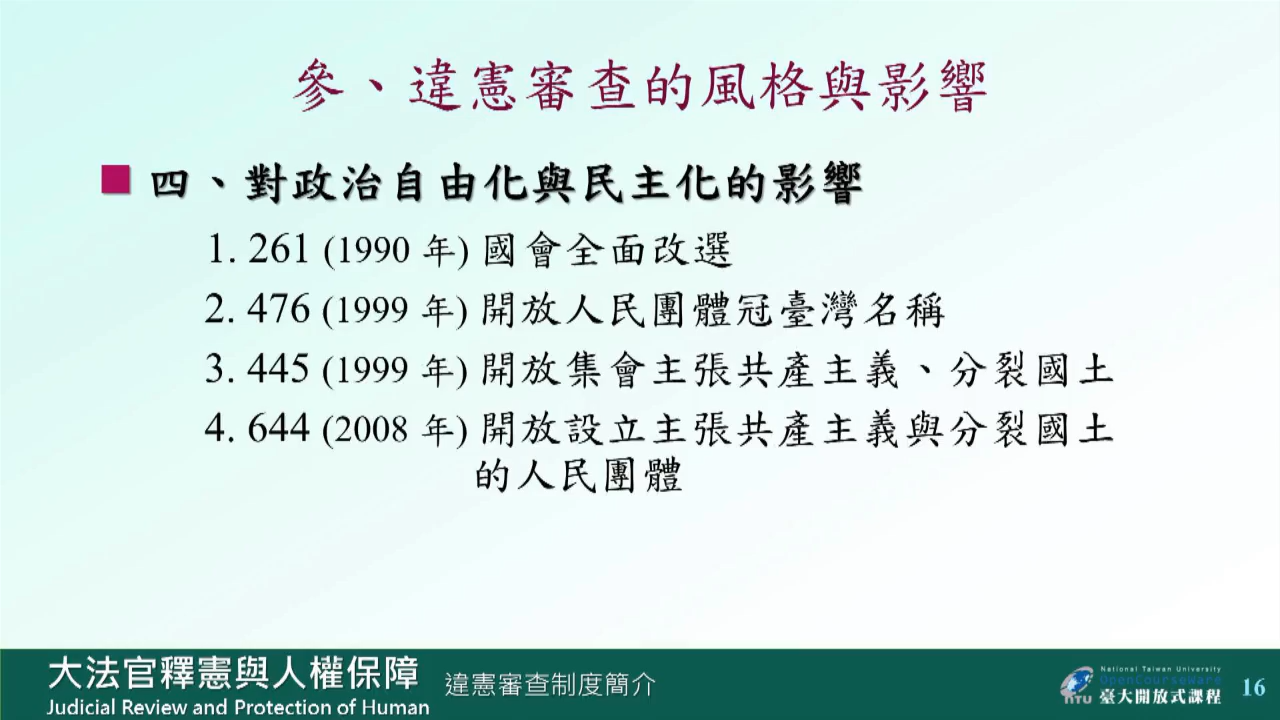 參、違憲審查的風格與影響
四、對政治自由化與民主化的影響
1. 261 (1990 年) 國會全面改選
2. 476 (1999 年) 開放人民團體冠臺灣名稱
3. 445 (1999 年) 開放集會主張共產主義、分裂國土
4. 644 (2008 年) 開放設立主張共產主義與分裂國土
的人民團體
大法官釋憲與人權保障
Judicial Review and Protection of Human
違憲審查制度簡介
National Taiwan University
OpenCourseWare
NTU 臺大開放式課程
16